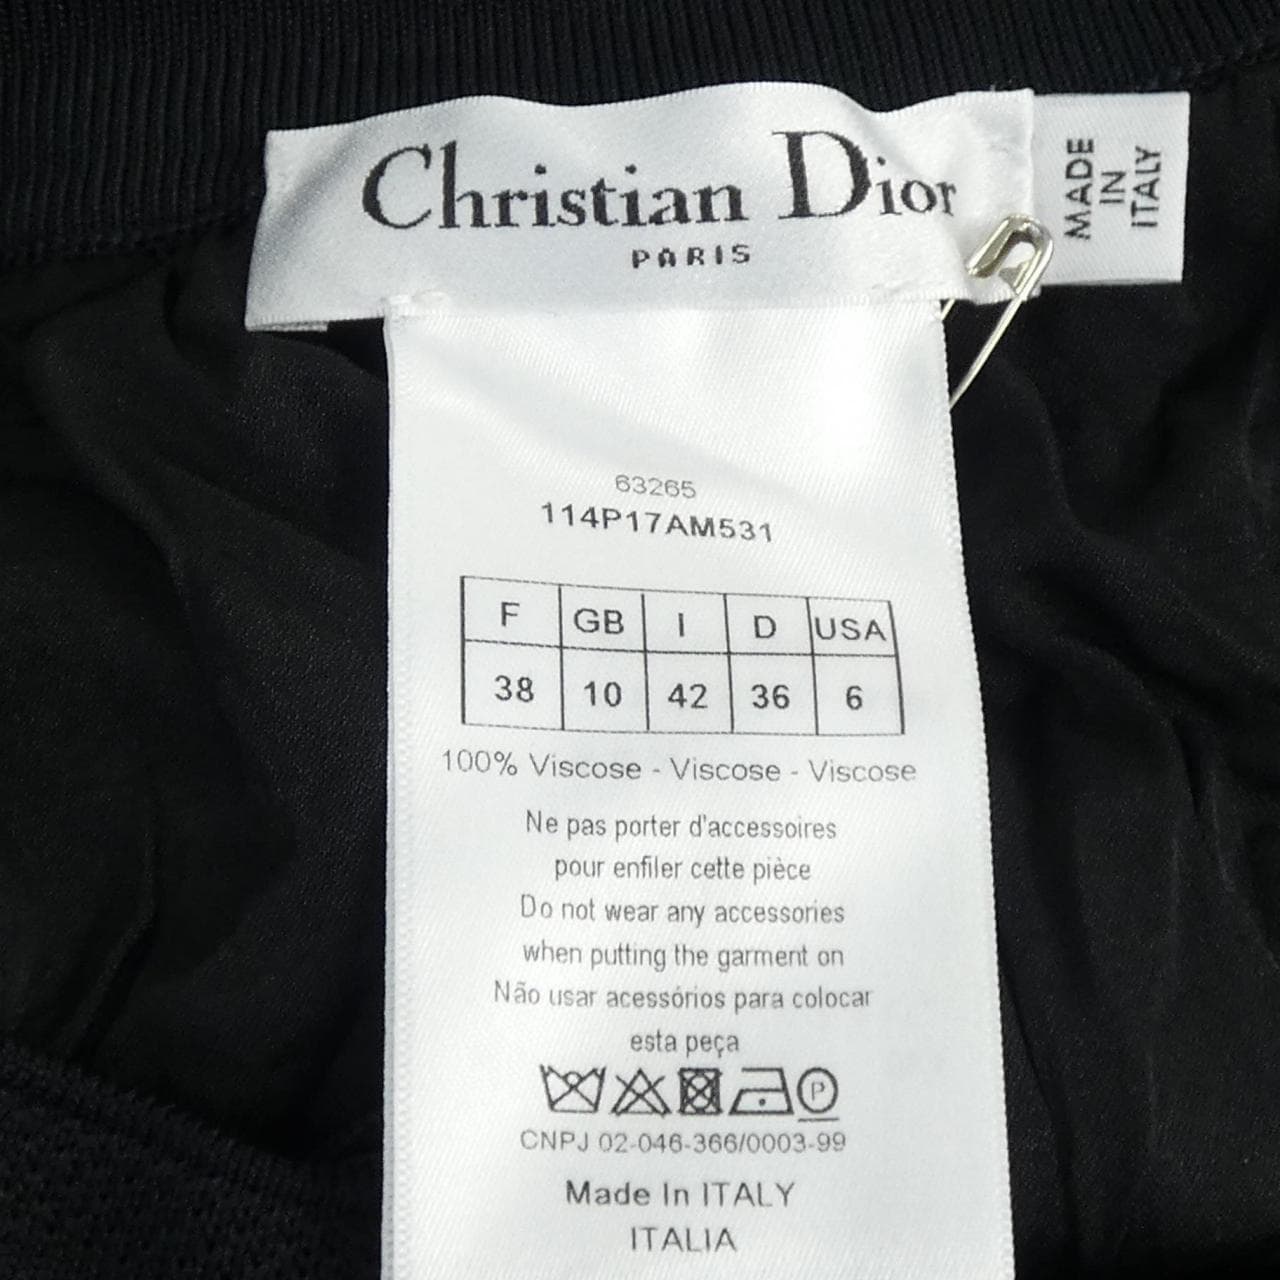 Christian Dior
PARIS
MADE
IN
ITALY
63265
114P17AM531
F GB I D USA
38 10 42 36 6
100% Viscose - Viscose - Viscose
Ne pas porter d'accessoires
pour enfiler cette pièce
Do not wear any accessories
when putting the garment on
Não usar acessórios para colocar
esta peça
P
CNPJ 02-046-366/0003-99
Made In ITALY
ITALIA